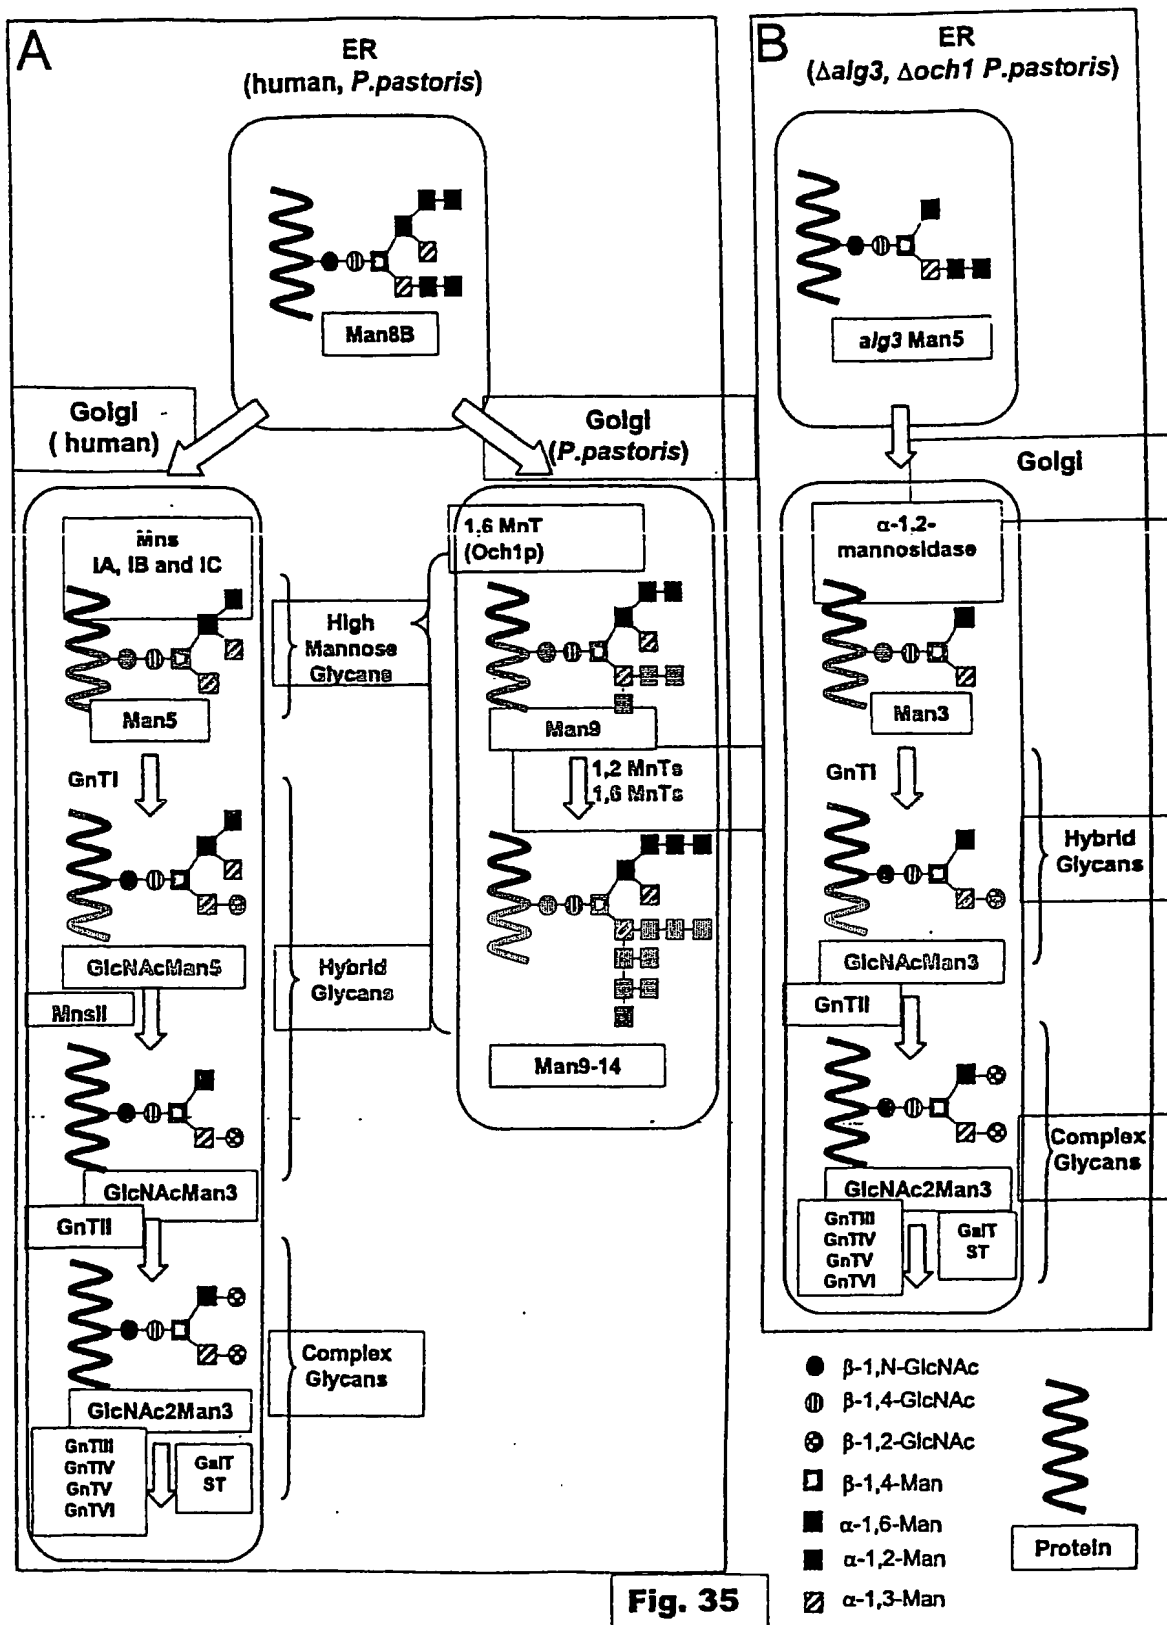 A
ER
(human, P.pastoris)
Man8B
Golgi
( human)
Golgi
(P.pastoris)
Mns
IA, IB and IC
Man5
GnTI
GlcNAcMan5
MnsII
GlcNAcMan3
GnTII
GlcNAc2Man3
GnTIII
GnTIV
GnTV
GnTVI
GalT
ST
High
Mannose
Glycans
Hybrid
Glycans
Complex
Glycans
1,6 MnT
(Och1p)
Man9
1,2 MnTs
1,6 MnTs
Man9-14
B
ER
(Δalg3, Δoch1 P.pastoris)
alg3 Man5
Golgi
α-1,2-
mannosidase
Man3
GnTI
GlcNAcMan3
GnTII
GlcNAc2Man3
GnTIII
GnTIV
GnTV
GnTVI
GalT
ST
Hybrid
Glycans
Complex
Glycans
β-1,N-GlcNAc
β-1,4-GlcNAc
β-1,2-GlcNAc
β-1,4-Man
α-1,6-Man
α-1,2-Man
α-1,3-Man
Protein
Fig. 35